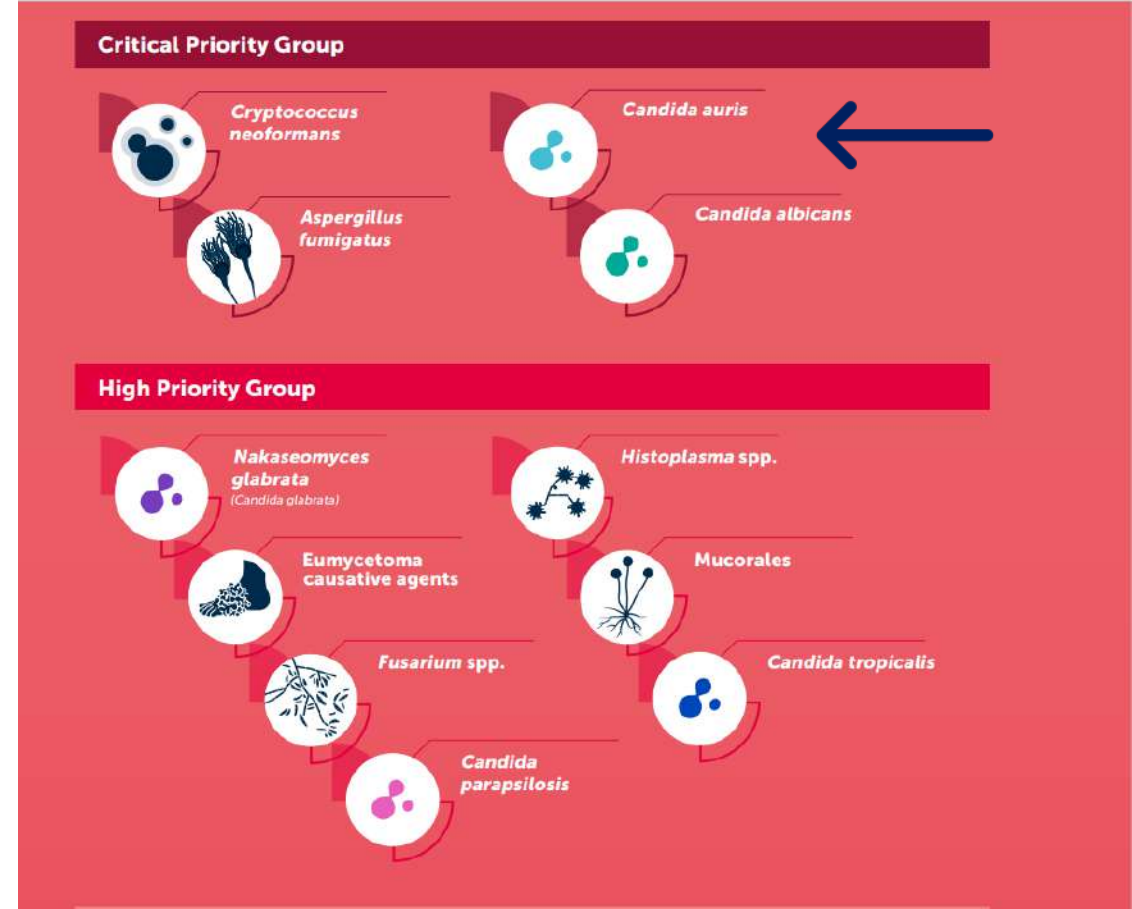 Critical Priority Group
Cryptococcus
neoformans
Candida auris
Aspergillus
fumigatus
Candida albicans
High Priority Group
Nakaseomyces
glabrata
(Candida glabrata)
Histoplasma spp.
Eumycetoma
causative agents
Mucorales
Fusarium spp.
Candida tropicalis
Candida
parapsilosis